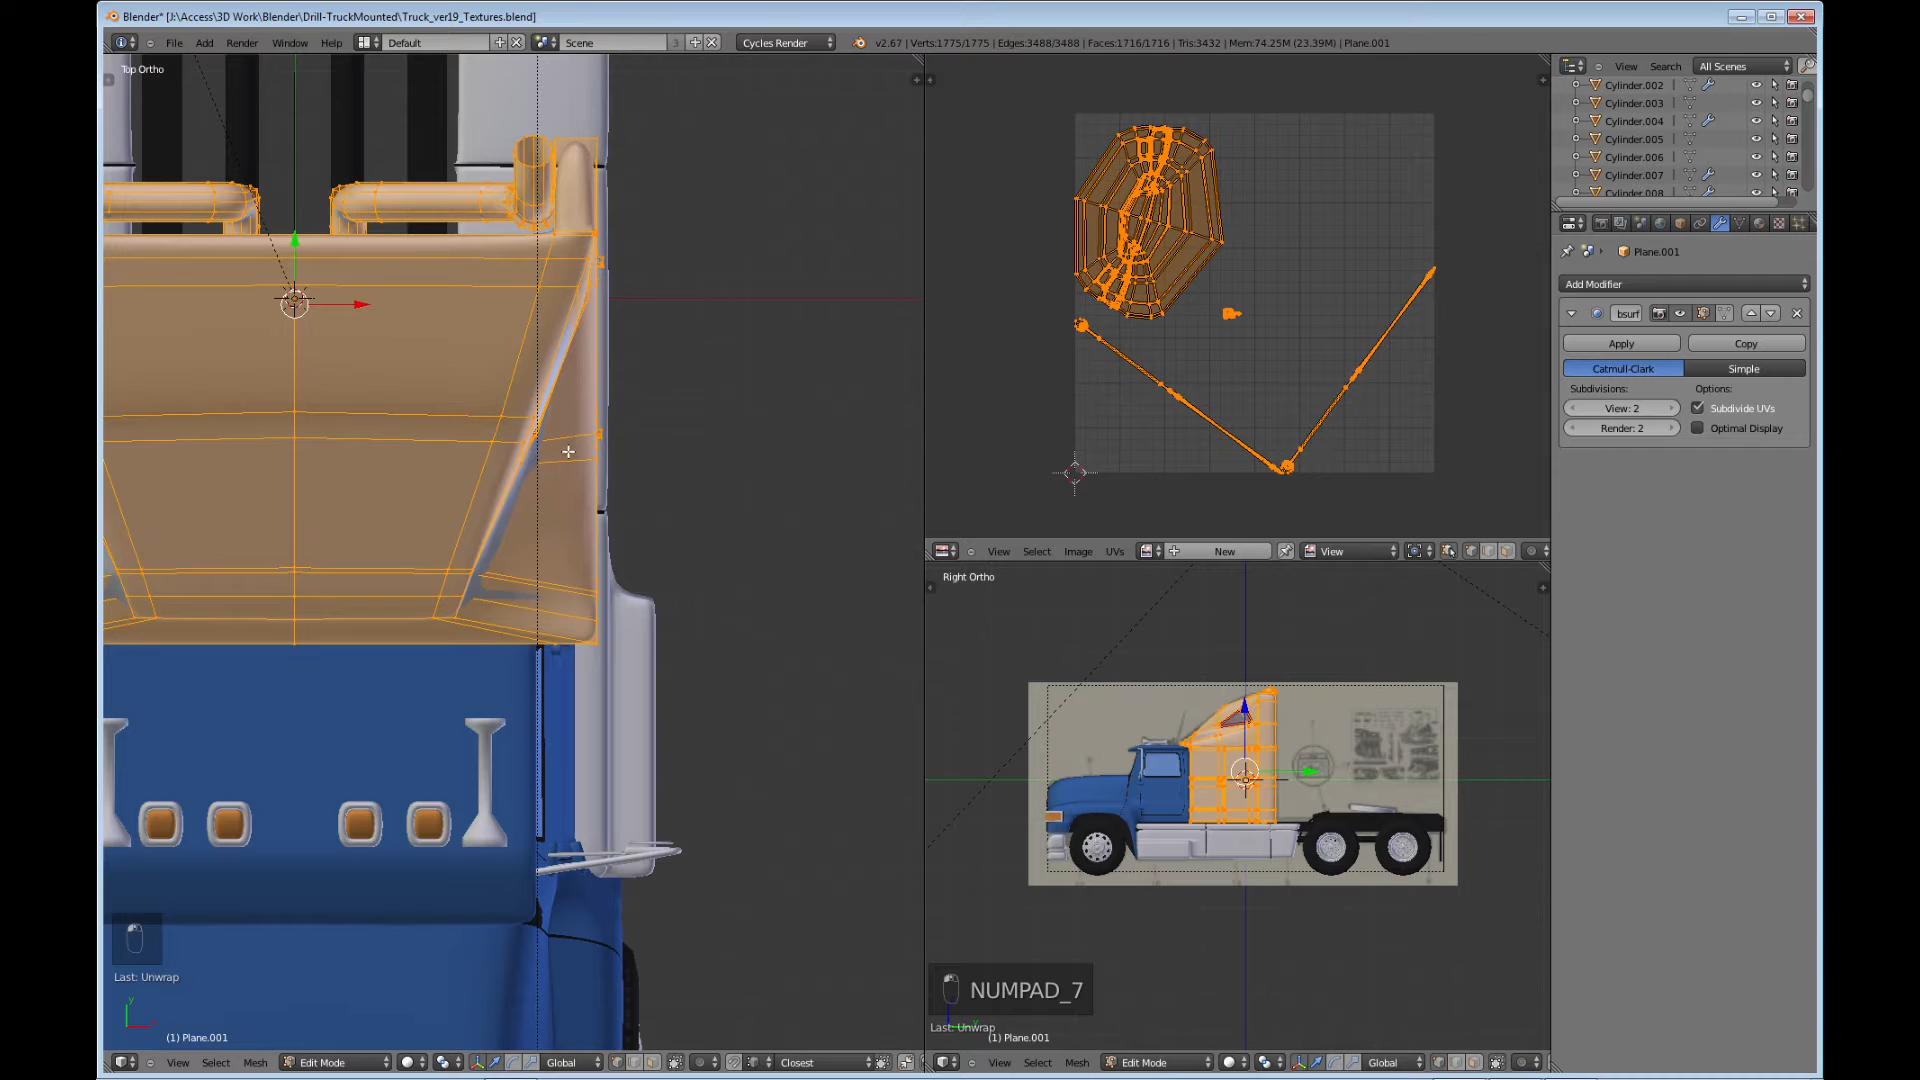 Blender* [J:\Access\3D Work\Blender\Drill-TruckMounted\Truck_ver19_Textures.blend]
File Add Render Window Help Default Scene 3 Cycles Render v2.67 | Verts:1775/1775 | Edges:3488/3488 | Faces:1716/1716 | Tris:3432 | Mem:74.25M (23.39M) | Plane.001
View Search All Scenes
Top Ortho
Cylinder.002
Cylinder.003
Cylinder.004
Cylinder.005
Cylinder.006
Cylinder.007
Cylinder.008
Plane.001
Add Modifier
bsurf
Apply Copy
Catmull-Clark Simple
Subdivisions: Options:
View: 2 Subdivide UVs
Render: 2 Optimal Display
View Select Image UVs New View
Right Ortho
Last: Unwrap
y
(1) Plane.001
NUMPAD_7
Last: Unwrap
(1) Plane.001
View Select Mesh Edit Mode Global Closest
View Select Mesh Edit Mode Global